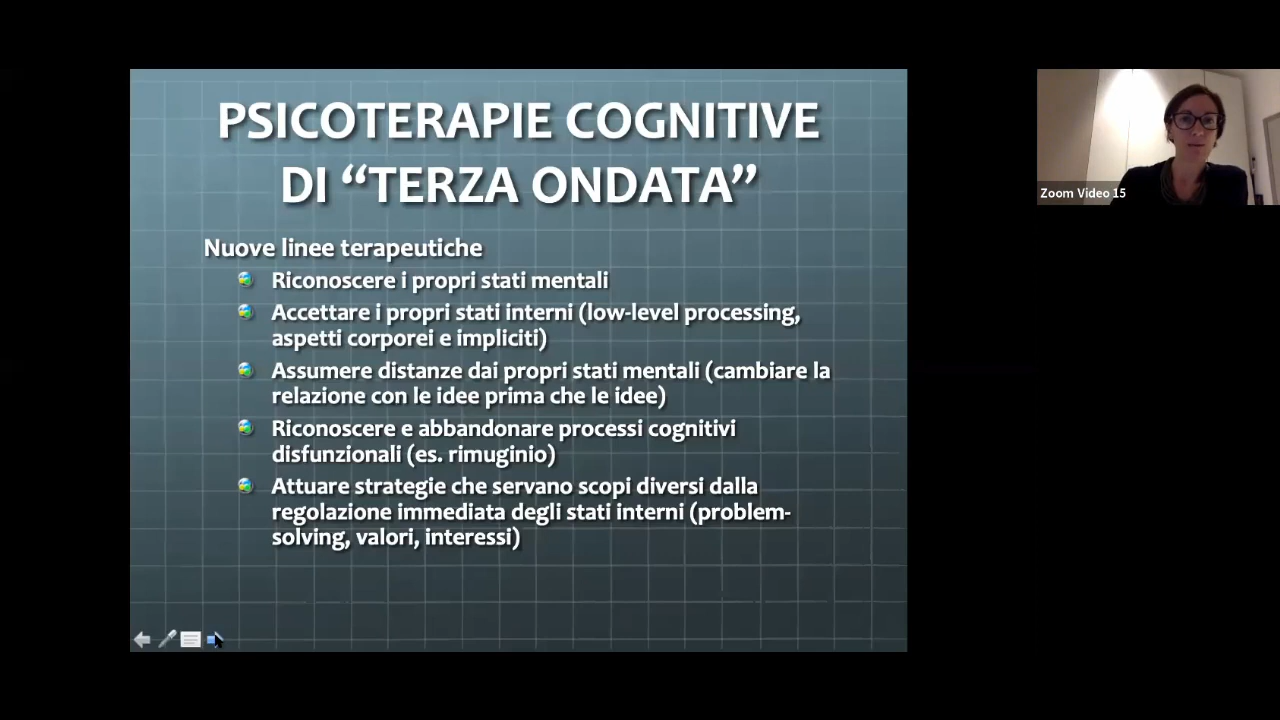 PSICOTERAPIE COGNITIVE
DI “TERZA ONDATA”
Nuove linee terapeutiche
Riconoscere i propri stati mentali
Accettare i propri stati interni (low-level processing,
aspetti corporei e impliciti)
Assumere distanze dai propri stati mentali (cambiare la
relazione con le idee prima che le idee)
Riconoscere e abbandonare processi cognitivi
disfunzionali (es. rimuginio)
Attuare strategie che servano scopi diversi dalla
regolazione immediata degli stati interni (problem-
solving, valori, interessi)
Zoom Video 15